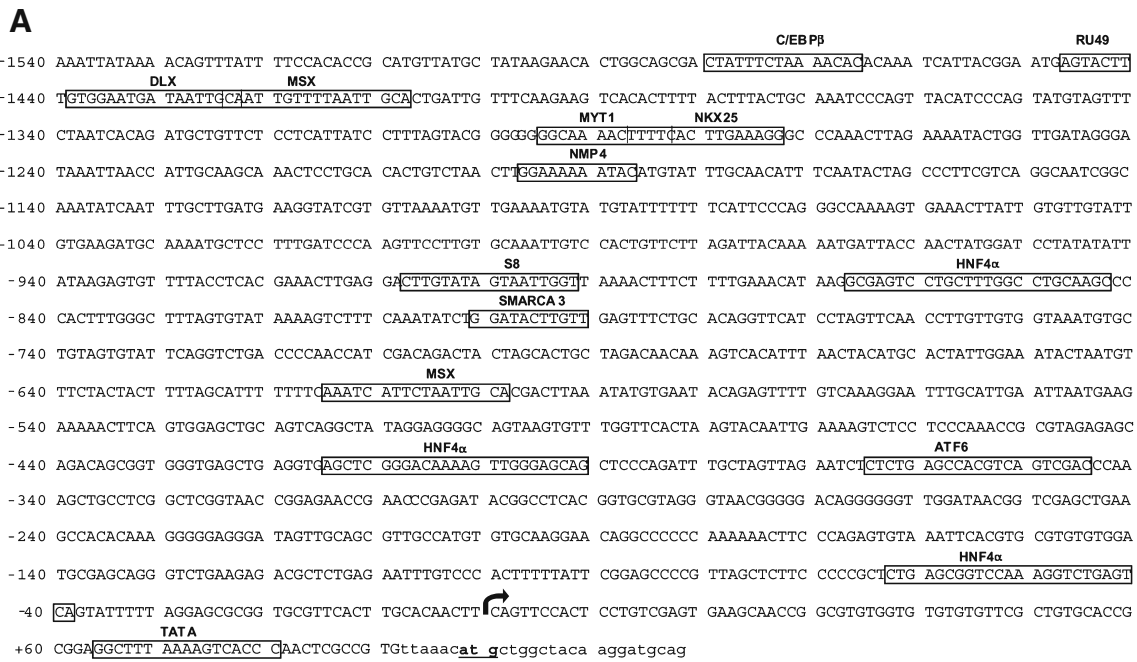 A
C/EBPβ RU49
-1540 AAATTATAAA ACAGTTTATT TTCCACACCG CATGTTATGC TATAAGAACA CTGGCAGCGA CTATTTCTAA AACACACAAA TCATTACGGA ATGAGTACTT
DLX MSX
-1440 TGTGGAATGA TAATTGCAAT TGTTTTAATT GCACTGATTG TTTCAAGAAG TCACACTTTT ACTTTACTGC AAATCCCAGT TACATCCCAG TATGTAGTTT
MYT1 NKX25
-1340 CTAATCACAG ATGCTGTTCT CCTCATTATC CTTTAGTACG GGGGGGGCAA AACTTTTCAC TTGAAAGGGC CCAAACTTAG AAAATACTGG TTGATAGGGA
NMP4
-1240 TAAATTAACC ATTGCAAGCA AACTCCTGCA CACTGTCTAAC TTGGAAAAA ATACATGTAT TTGCAACATT TCAATACTAG CCCTTCGTCA GGCAATCGGC
-1140 AAATATCAAT TTGCTTGATG AAGGTATCGT GTTAAAATGT TGAAAATGTA TGTATTTTTT TCATTCCCAG GGCCAAAAGT GAAACTTATT GTGTTGTATT
-1040 GTGAAGATGC AAAATGCTCC TTTGATCCCA AGTTCCTTGT GCAAATTGTC CACTGTTCTT AGATTACAAA AATGATTACC AACTATGGAT CCTATATATT
S8 HNF4α
-940 ATAAGAGTGT TTTACCTCAC GAAACTTGAG GACTTGTATA GTAATTGGTT AAAACTTTCT TTTGAAACAT AAGGCGAGTC CTGCTTTGGC CTGCAAGCCC
SMARCA3
-840 CACTTTGGGC TTTAGTGTAT AAAAGTCTTT CAAATATCTG GATACTTGTT GAGTTTCTGC ACAGGTTCAT CCTAGTTCAA CCTTGTTGTG GTAAATGTGC
-740 TGTAGTGTAT TCAGGTCTGA CCCCAACCAT CGACAGACTA CTAGCACTGC TAGACAACAA AGTCACATTT AACTACATGC ACTATTGGAA ATACTAATGT
MSX
-640 TTCTACTACT TTTAGCATTT TTTTCAAATC ATTCTAATTG CACGACTTAA ATATGTGAAT ACAGAGTTTT GTCAAAGGAA TTTGCATTGA ATTAATGAAG
-540 AAAAACTTCA GTGGAGCTGC AGTCAGGCTA TAGGAGGGGC AGTAAGTGTT TGGTTCACTA AGTACAATTG AAAAGTCTCC TCCCAAACCG CGTAGAGAGC
HNF4α ATF6
-440 AGACAGCGGT GGGTGAGCTG AGGTGAGCTC GGGACAAAAG TTGGGAGCAG CTCCCAGATT TGCTAGTTAG AATCTCTCTG AGCCACGTCA GTCGACCCAA
-340 AGCTGCCTCG GCTCGGTAAC CGGAGAACCG AACCCGAGAT ACGGCCTCAC GGTGCGTAGG GTAACGGGGG ACAGGGGGGT TGGATAACGG TCGAGCTGAA
-240 GCCACACAAA GGGGGAGGGA TAGTTGCAGC GTTGCCATGT GTGCAAGGAA CAGGCCCCCC AAAAAACTTC CCAGAGTGTA AATTCACGTG CGTGTGTGGA
HNF4α
-140 TGCGAGCAGG GTCTGAAGAG ACGCTCTGAG AATTTGTCCC ACTTTTTATT CGGAGCCCCG TTAGCTCTTC CCCCGCTCTG AGCGGTCCAA AGGTCTGAGT
-40 CAGTATTTTT AGGAGCGCGG TGCGTTCACT TGCACAACTT CAGTTCCACT CCTGTCGAGT GAAGCAACCG GCGTGTGGTG TGTGTGTTCG CTGTGCACCG
TATA
+60 CGGAGGCTTT AAAAGTCACC CAACTCGCCG TGttaaacat gctggctaca aggatgcag